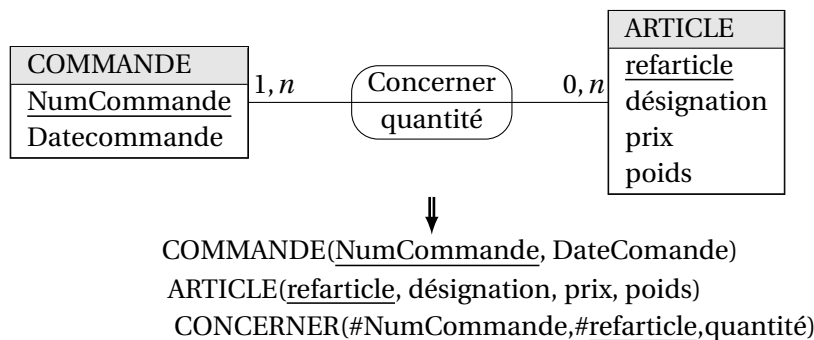 COMMANDE
NumCommande
Datecommande
1, n
Concerner
quantité
0, n
ARTICLE
refarticle
désignation
prix
poids
COMMANDE(NumCommande, DateComande)
ARTICLE(refarticle, désignation, prix, poids)
CONCERNER(#NumCommande,#refarticle,quantité)